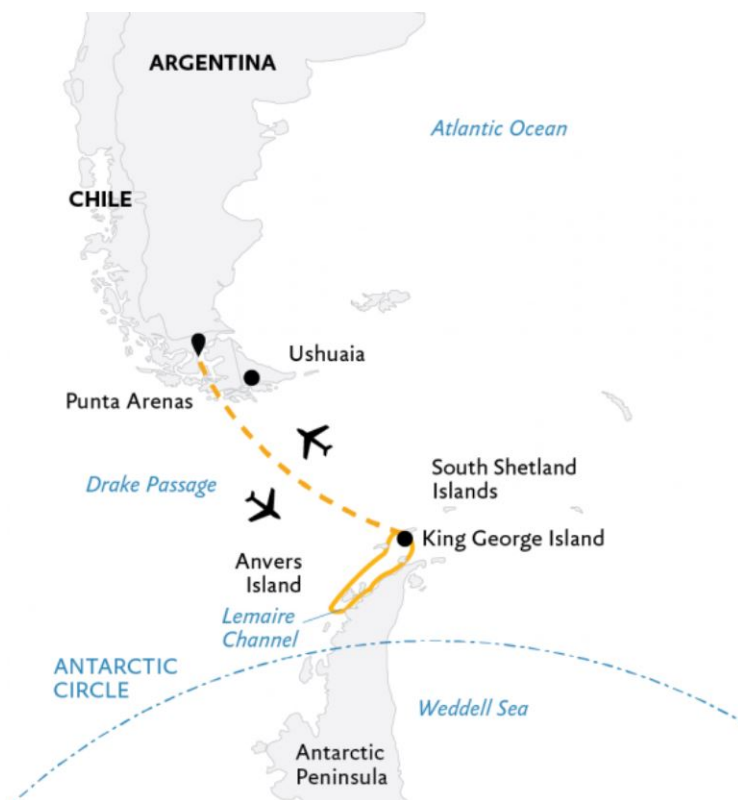 ARGENTINA
Atlantic Ocean
CHILE
Ushuaia
Punta Arenas
Drake Passage
South Shetland
Islands
King George Island
Anvers
Island
Lemaire
Channel
ANTARCTIC
CIRCLE
Weddell Sea
Antarctic
Peninsula